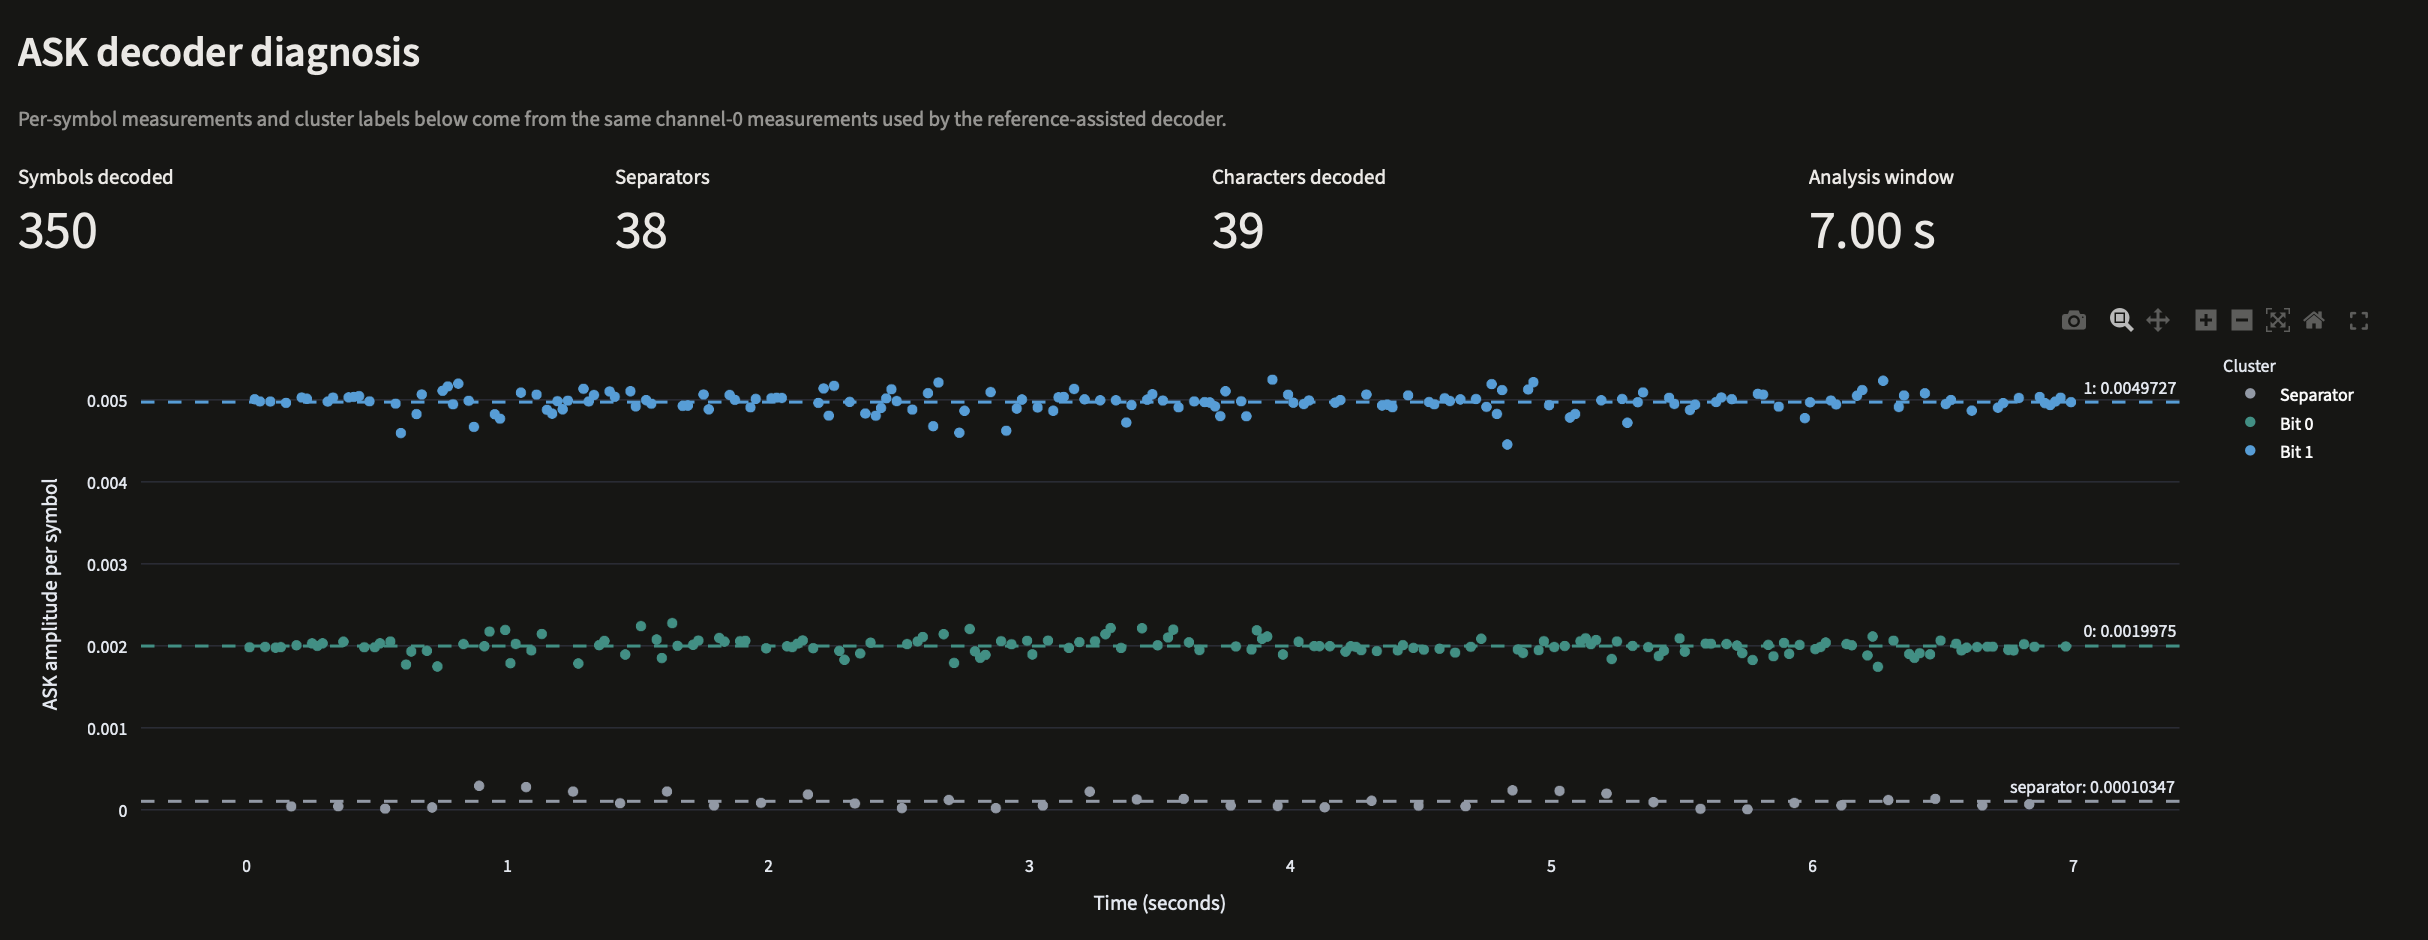 ASK decoder diagnosis
Per-symbol measurements and cluster labels below come from the same channel-0 measurements used by the reference-assisted decoder.
Symbols decoded
350
Separators
38
Characters decoded
39
Analysis window
7.00 s
Cluster
Separator
Bit 0
Bit 1
ASK amplitude per symbol
0.005
0.004
0.003
0.002
0.001
0
1: 0.0049727
0: 0.0019975
separator: 0.00010347
0 1 2 3 4 5 6 7
Time (seconds)